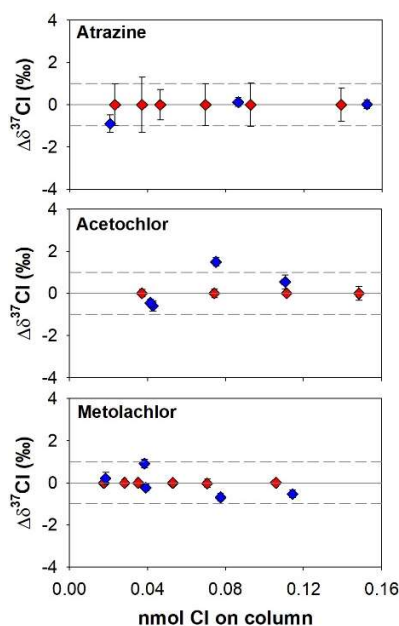 4
Atrazine
2
0
-2
-4
Δδ³⁷Cl (‰)
4
Acetochlor
2
0
-2
-4
Δδ³⁷Cl (‰)
4
Metolachlor
2
0
-2
-4
Δδ³⁷Cl (‰)
0.00 0.04 0.08 0.12 0.16
nmol Cl on column